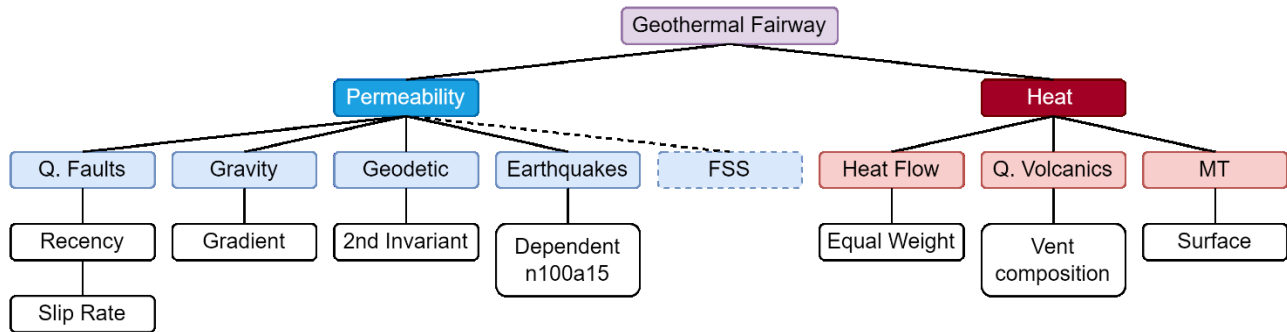 Geothermal Fairway
Permeability
Heat
Q. Faults
Gravity
Geodetic
Earthquakes
FSS
Heat Flow
Q. Volcanics
MT
Recency
Gradient
2nd Invariant
Dependent
n100a15
Equal Weight
Vent
composition
Surface
Slip Rate